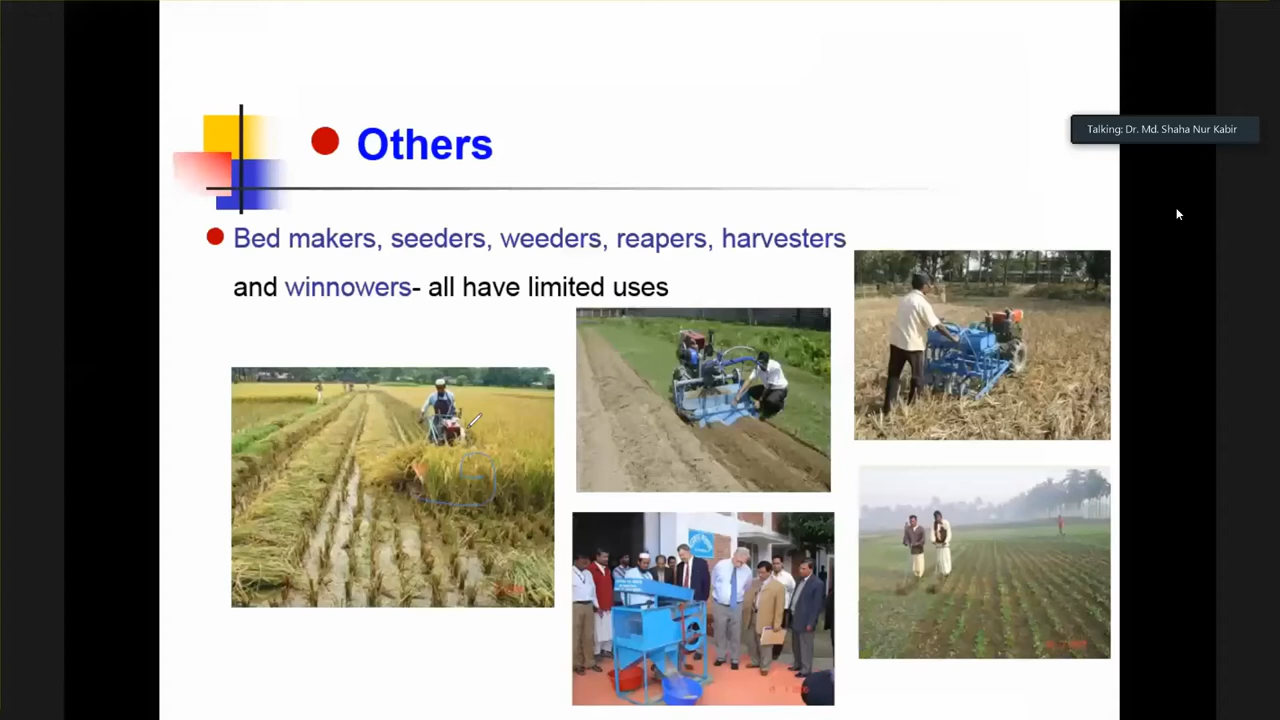 Others
Talking: Dr. Md. Shaha Nur Kabir
Bed makers, seeders, weeders, reapers, harvesters
and winnowers- all have limited uses